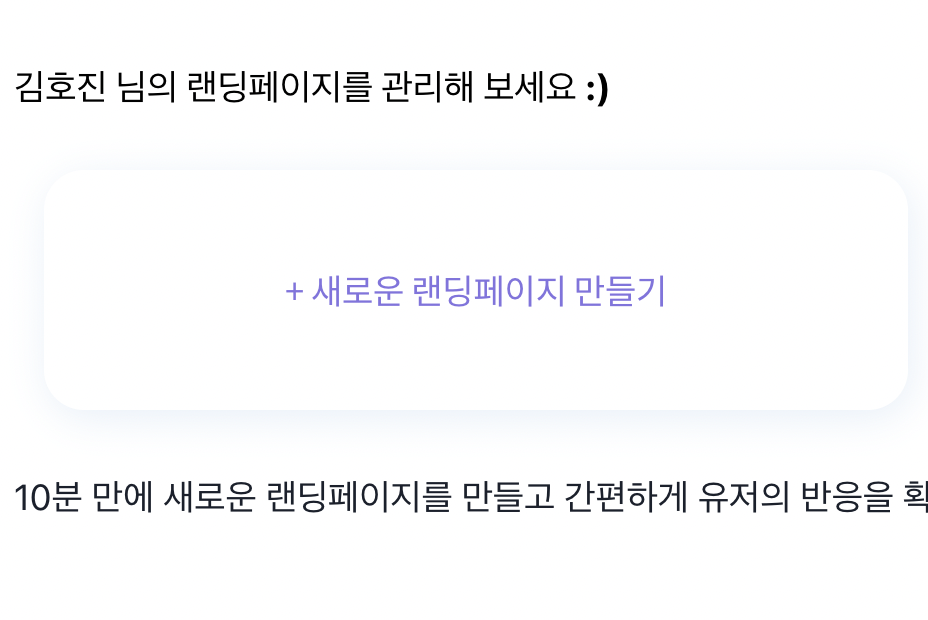 김호진 님의 랜딩페이지를 관리해 보세요 :)
+ 새로운 랜딩페이지 만들기
10분 만에 새로운 랜딩페이지를 만들고 간편하게 유저의 반응을